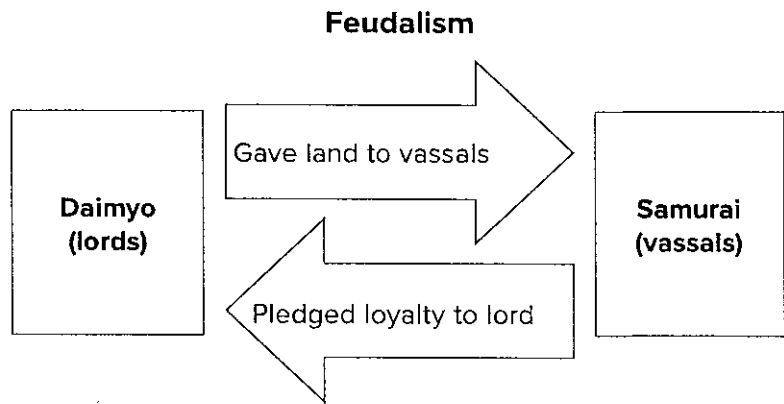 Feudalism
Gave land to vassals
Daimyo
(lords)
Samurai
(vassals)
Pledged loyalty to lord